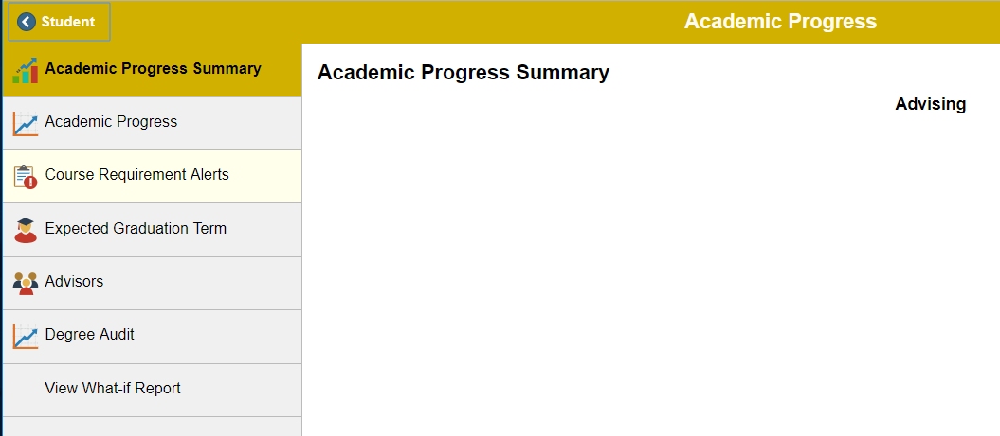 Student
Academic Progress
Academic Progress Summary
Academic Progress
Course Requirement Alerts
Expected Graduation Term
Advisors
Degree Audit
View What-if Report
Academic Progress Summary
Advising